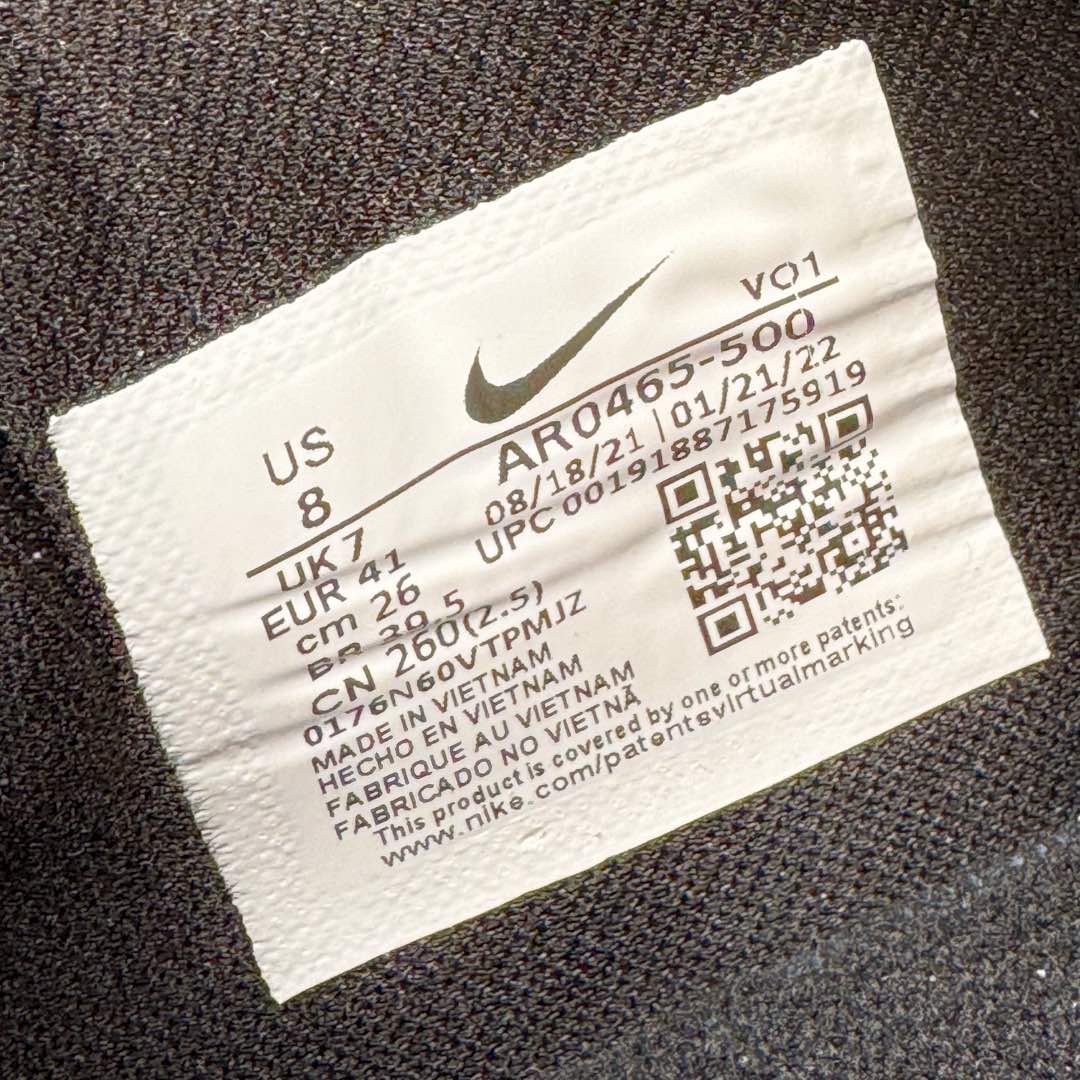 VO1
US
8
AR0465-500
08/18/21 | 01/21/22
UPC 00191887175919
UK 7
EUR 41
cm 26
BR 39.5
CN 260(2.5)
0176N60VTPMJZ
MADE IN VIETNAM
HECHO EN VIETNAM
FABRIQUE AU VIETNAM
FABRICADO NO VIETNÃ
This product is covered by one or more patents:
www.nike.com/patentsvirtualmarking